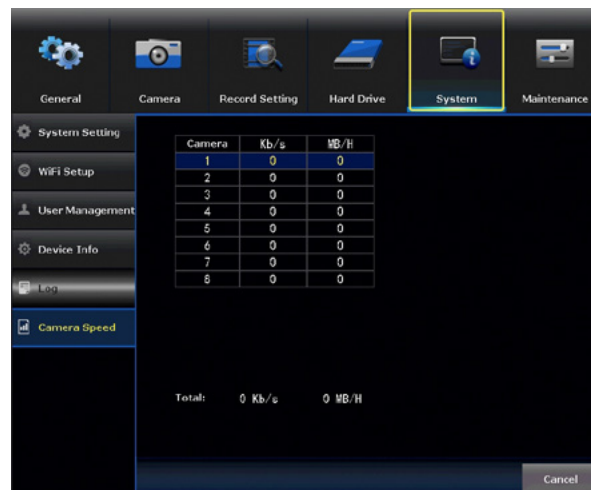 General Camera Record Setting Hard Drive System Maintenance
System Setting
WiFi Setup
User Management
Device Info
Log
Camera Speed
Camera Kb/s MB/H
1 0 0
2 0 0
3 0 0
4 0 0
5 0 0
6 0 0
7 0 0
8 0 0
Total: 0 Kb/s 0 MB/H
Cancel